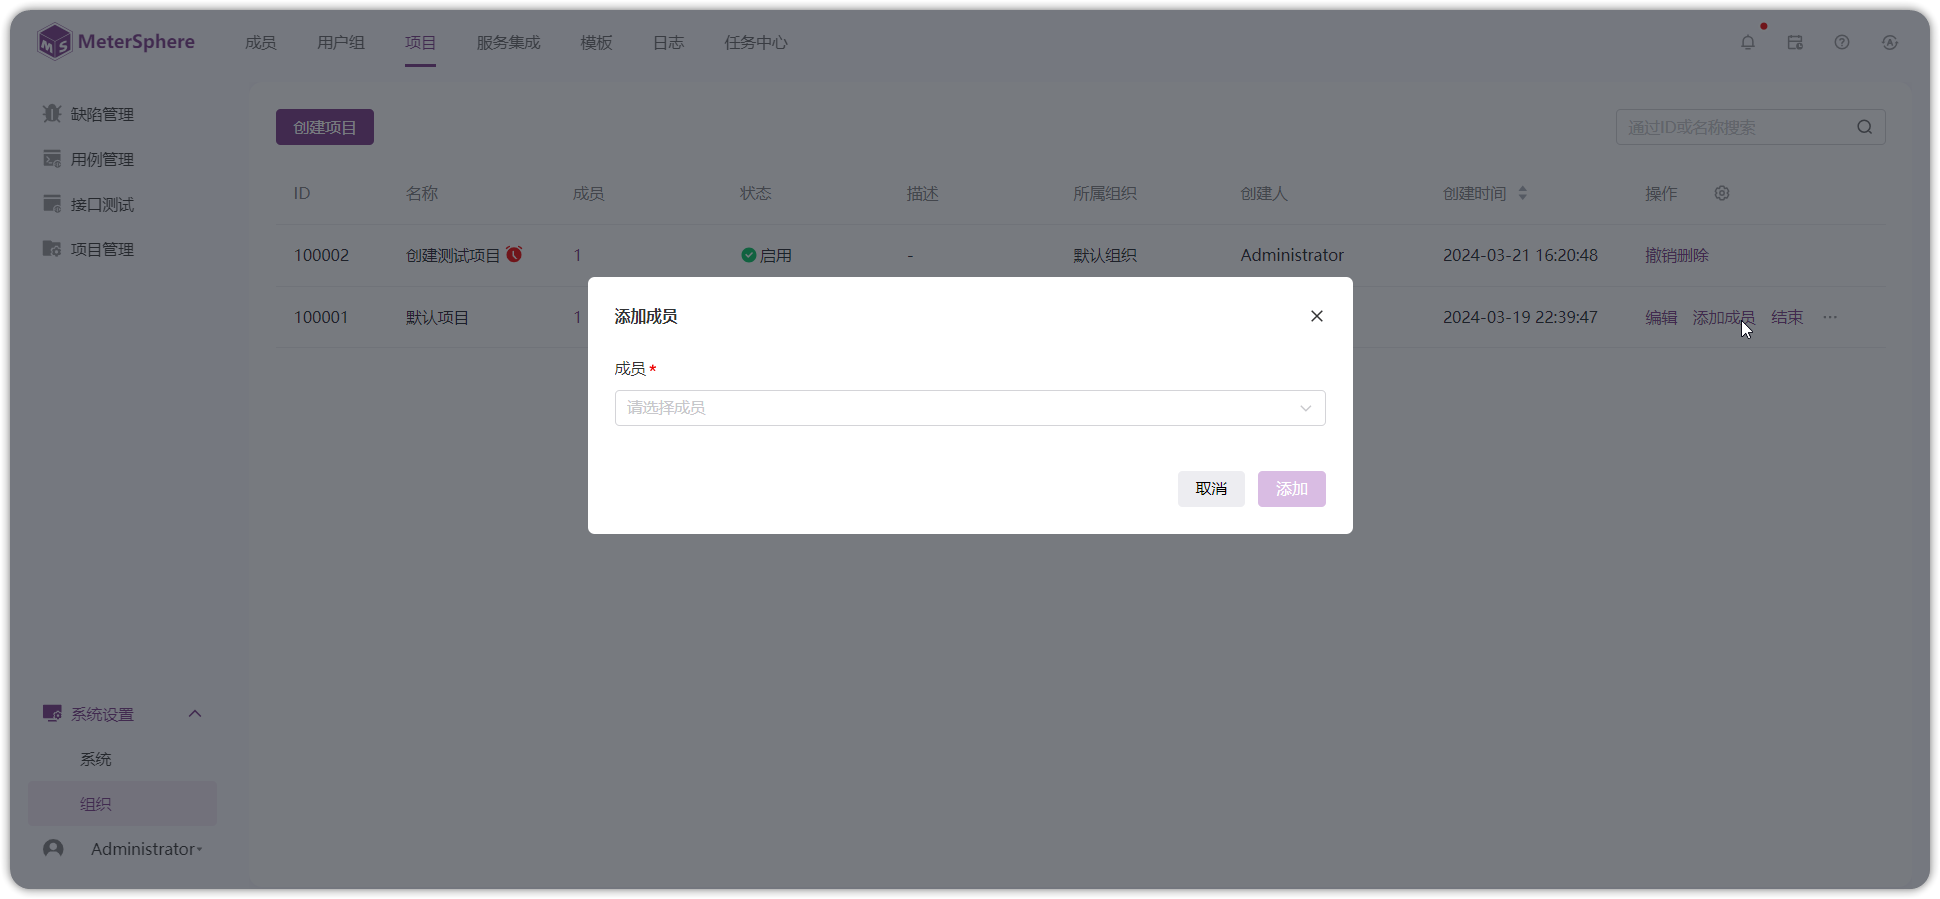 MeterSphere 成员 用户组 项目 服务集成 模板 日志 任务中心
缺陷管理
用例管理
接口测试
项目管理
创建项目 通过ID或名称搜索
ID 名称 成员 状态 描述 所属组织 创建人 创建时间 操作
100002 创建测试项目 1 启用 - 默认组织 Administrator 2024-03-21 16:20:48 撤销删除
100001 默认项目 1 2024-03-19 22:39:47 编辑 添加成员 结束 ···
添加成员
成员 *
请选择成员
取消 添加
系统设置
系统
组织
Administrator